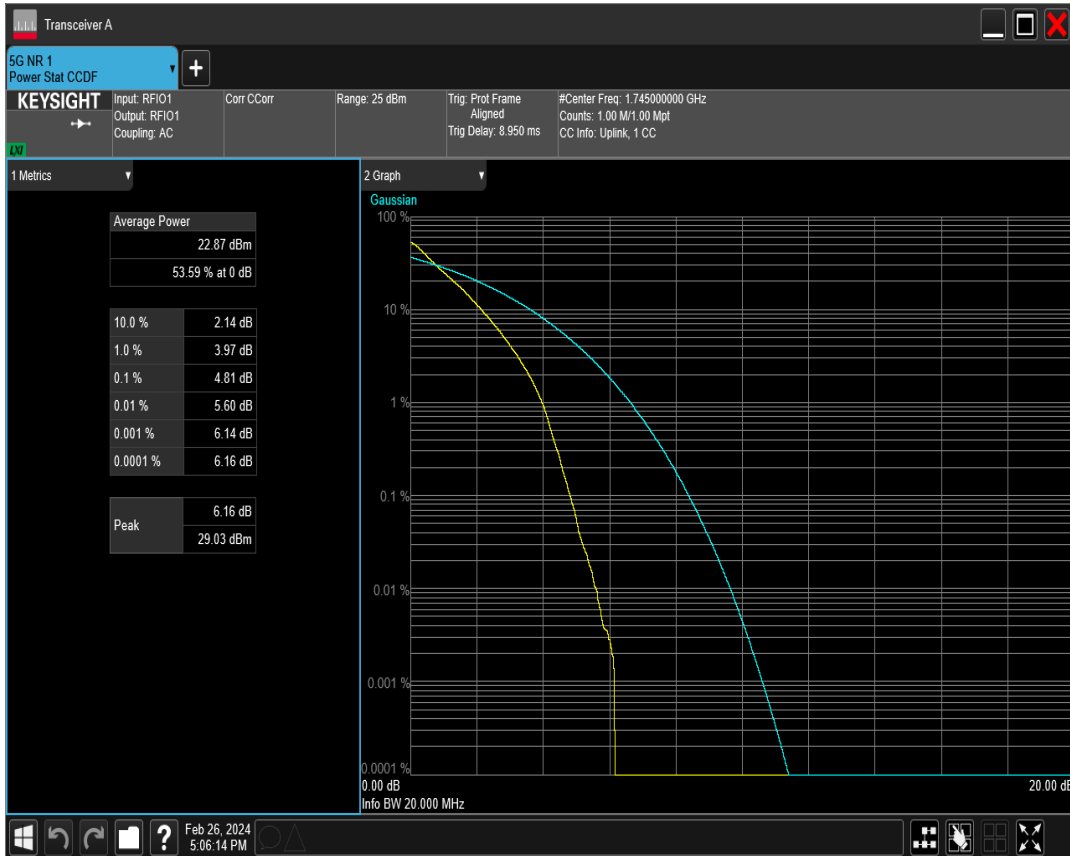 Transceiver A
5G NR 1
Power Stat CCDF
KEYSIGHT
LXI
Input: RFIO1
Output: RFIO1
Coupling: AC
Corr CCorr
Range: 25 dBm
Trig: Prot Frame
Aligned
Trig Delay: 8.950 ms
#Center Freq: 1.745000000 GHz
Counts: 1.00 M/1.00 Mpt
CC Info: Uplink, 1 CC
1 Metrics
Average Power
22.87 dBm
53.59 % at 0 dB
10.0 % 2.14 dB
1.0 % 3.97 dB
0.1 % 4.81 dB
0.01 % 5.60 dB
0.001 % 6.14 dB
0.0001 % 6.16 dB
Peak
6.16 dB
29.03 dBm
2 Graph
Gaussian
100 %
10 %
1 %
0.1 %
0.01 %
0.001 %
0.0001 %
0.00 dB 20.00 dB
Info BW 20.000 MHz
Feb 26, 2024
5:06:14 PM